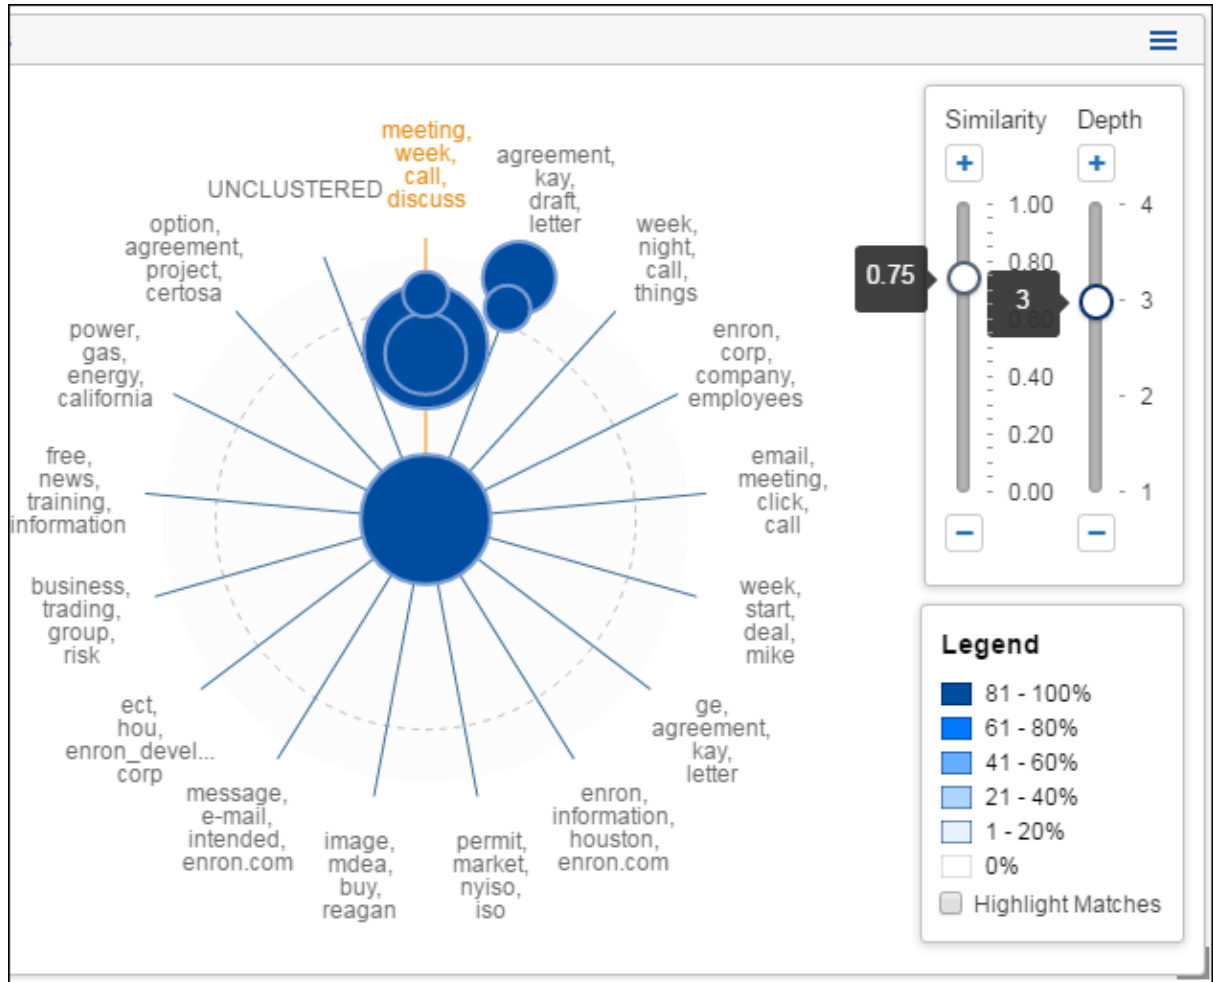 meeting,
week,
call,
discuss
agreement,
kay,
draft,
letter
week,
night,
call,
things
enron,
corp,
company,
employees
email,
meeting,
click,
call
week,
start,
deal,
mike
ge,
agreement,
kay,
letter
enron,
information,
houston,
enron.com
permit,
market,
nyiso,
iso
image,
mdea,
buy,
reagan
message,
e-mail,
intended,
enron.com
ect,
hou,
enron_devel...
corp
business,
trading,
group,
risk
free,
news,
training,
information
power,
gas,
energy,
california
option,
agreement,
project,
certosa
UNCLUSTERED
Similarity Depth
+ +
1.00 4
0.80
0.75
3
3
0.60
0.40
2
0.20
0.00 1
− −
Legend
81 - 100%
61 - 80%
41 - 60%
21 - 40%
1 - 20%
0%
Highlight Matches